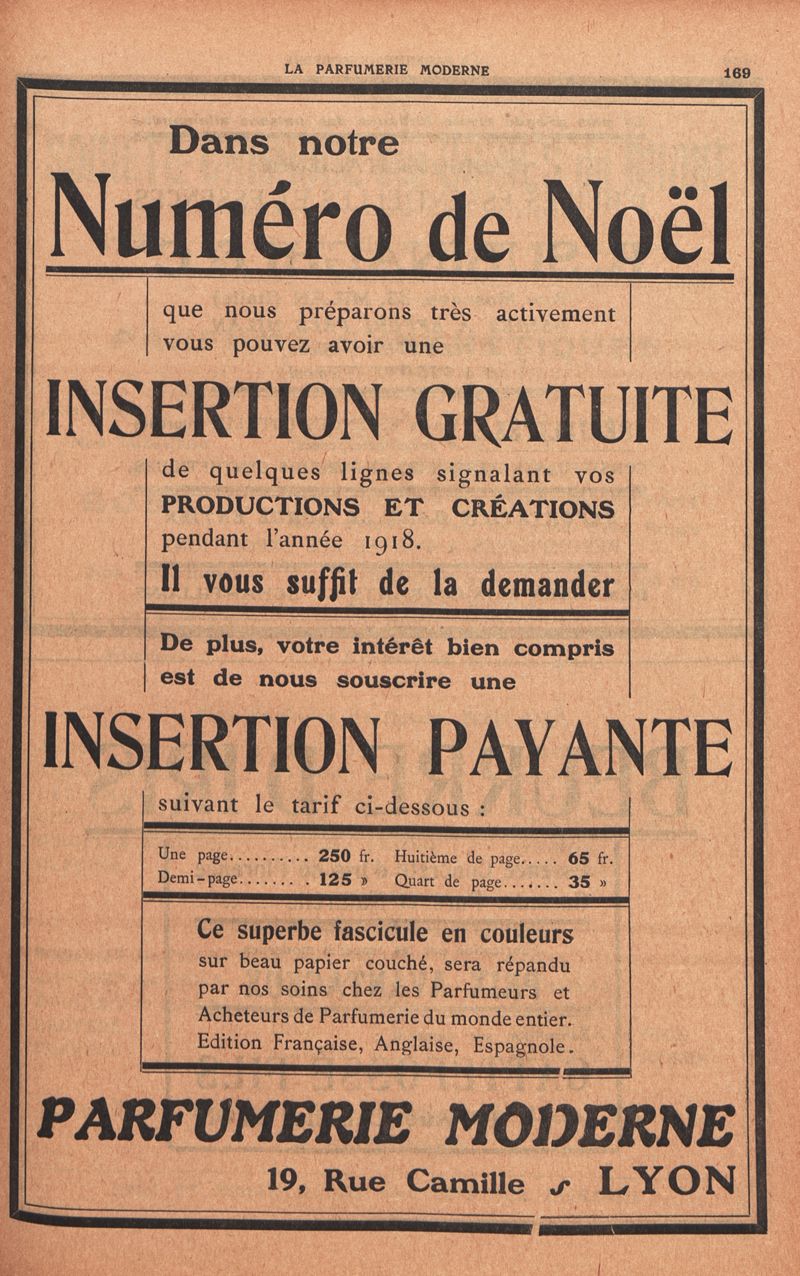 LA PARFUMERIE MODERNE 169
Dans notre
Numéro de Noël
que nous préparons très activement
vous pouvez avoir une
INSERTION GRATUITE
de quelques lignes signalant vos
PRODUCTIONS ET CRÉATIONS
pendant l'année 1918.
Il vous suffit de la demander
De plus, votre intérêt bien compris
est de nous souscrire une
INSERTION PAYANTE
suivant le tarif ci-dessous :
Une page.......... 250 fr. Huitième de page..... 65 fr.
Demi-page........ 125 » Quart de page....... 35 »
Ce superbe fascicule en couleurs
sur beau papier couché, sera répandu
par nos soins chez les Parfumeurs et
Acheteurs de Parfumerie du monde entier.
Edition Française, Anglaise, Espagnole.
PARFUMERIE MODERNE
19, Rue Camille LYON